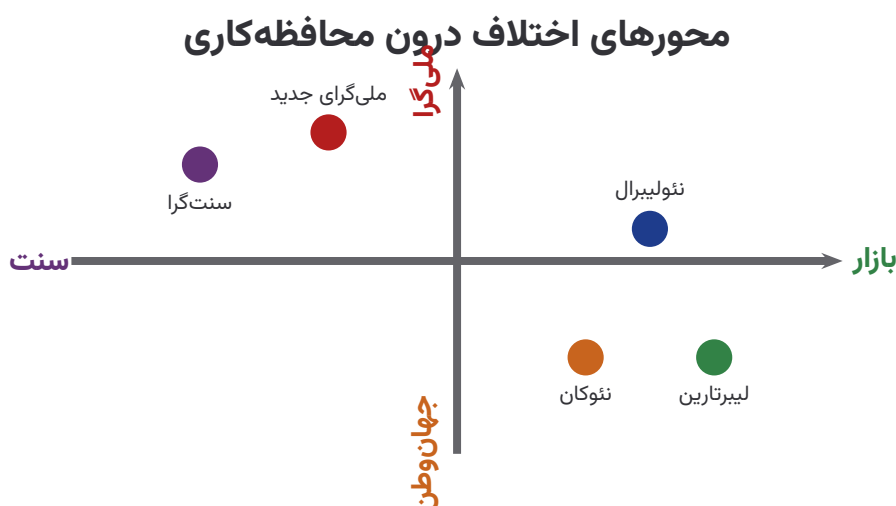 محورهای اختلاف درون محافظه‌کاری
ملی‌گرا
ملی‌گرای جدید
سنت‌گرا
نئولیبرال
بازار
سنت
نئوکان
لیبرتارین
جهان‌وطن